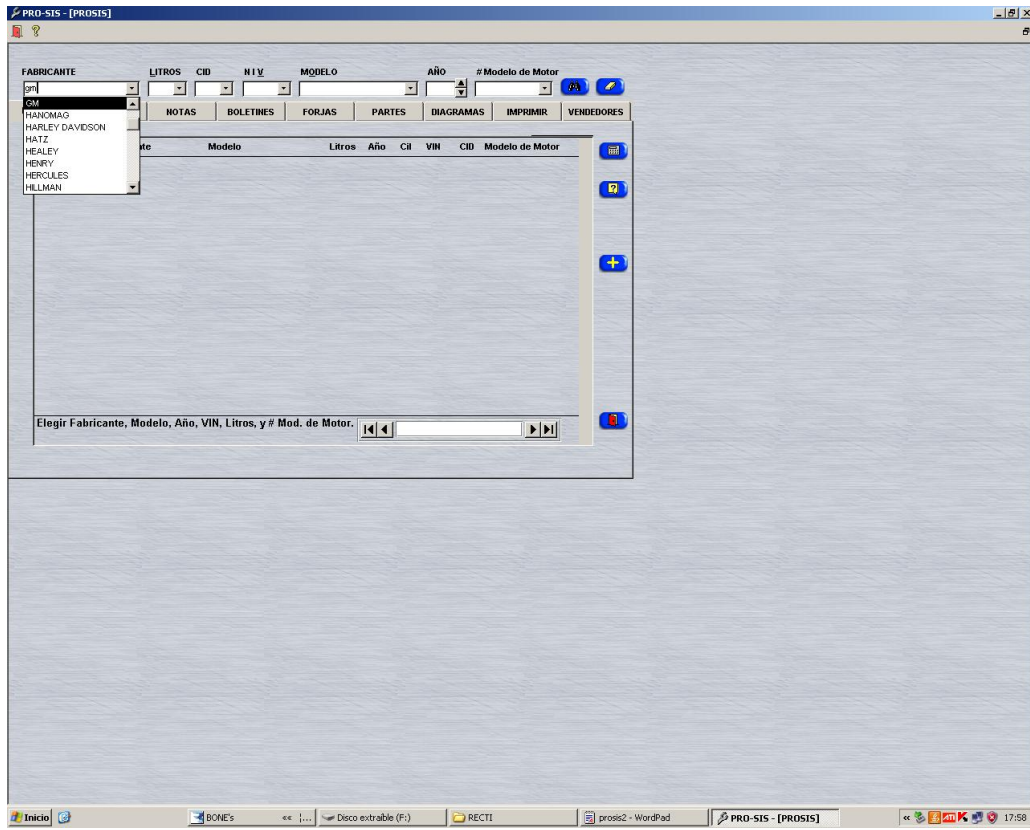 PRO-SIS - [PROSIS]
FABRICANTE LITROS CID N I V MODELO AÑO # Modelo de Motor
gm
GM
HANOMAG
HARLEY DAVIDSON
HATZ
HEALEY
HENRY
HERCULES
HILLMAN
NOTAS BOLETINES FORJAS PARTES DIAGRAMAS IMPRIMIR VENDEDORES
Modelo Litros Año Cil VIN CID Modelo de Motor
Elegir Fabricante, Modelo, Año, VIN, Litros, y # Mod. de Motor.
Inicio BONE's Disco extraíble (F:) RECTI prosis2 - WordPad PRO-SIS - [PROSIS] 17:58